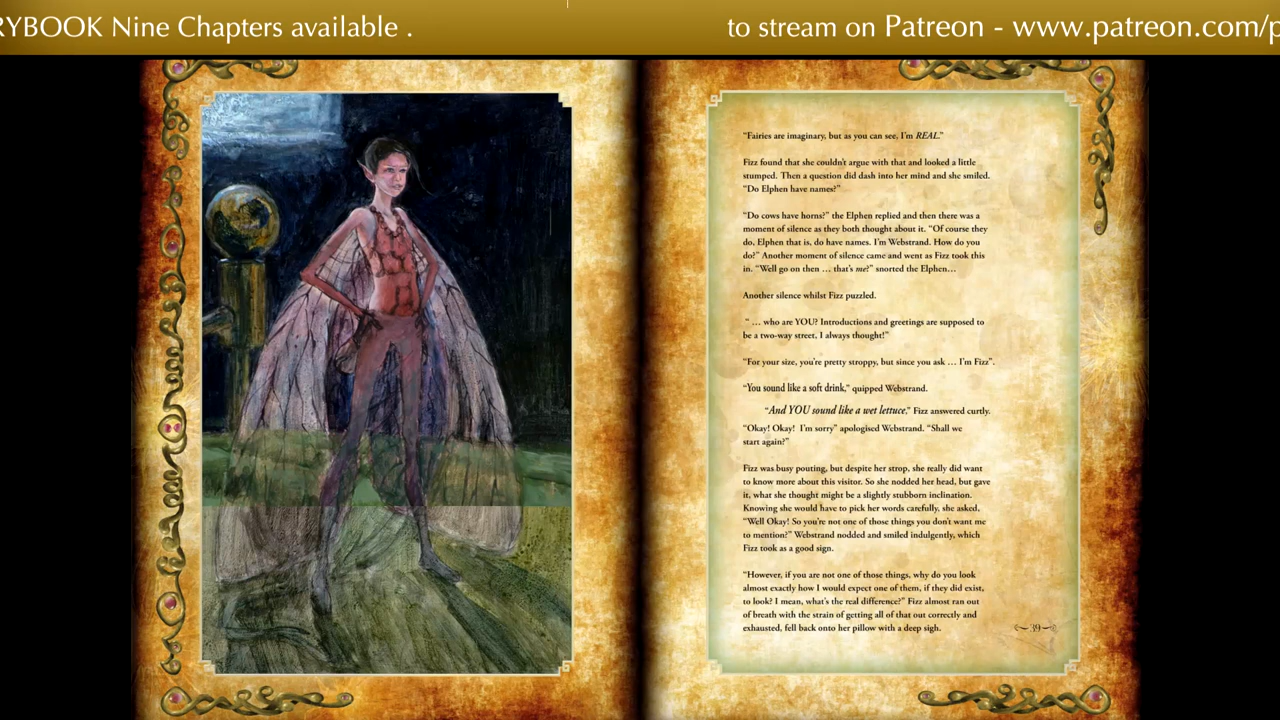 RYBOOK Nine Chapters available .
to stream on Patreon - www.patreon.com/p
“Fairies are imaginary, but as you can see, I’m REAL.”
Fizz found that she couldn’t argue with that and looked a little
stumped. Then a question did dash into her mind and she smiled.
“Do Elphen have names?”
“Do cows have horns?” the Elphen replied and then there was a
moment of silence as they both thought about it. “Of course they
do, Elphen that is, do have names. I’m Webstrand. How do you
do?” Another moment of silence came and went as Fizz took this
in. “Well go on then … that’s me?” snorted the Elphen…
Another silence whilst Fizz puzzled.
“ … who are YOU? Introductions and greetings are supposed to
be a two-way street, I always thought!”
“For your size, you’re pretty stroppy, but since you ask … I’m Fizz”.
“You sound like a soft drink,” quipped Webstrand.
“And YOU sound like a wet lettuce,” Fizz answered curtly.
“Okay! Okay! I’m sorry” apologised Webstrand. “Shall we
start again?”
Fizz was busy pouting, but despite her strop, she really did want
to know more about this visitor. So she nodded her head, but gave
it, what she thought might be a slightly stubborn inclination.
Knowing she would have to pick her words carefully, she asked,
“Well Okay! So you’re not one of those things you don’t want me
to mention?” Webstrand nodded and smiled indulgently, which
Fizz took as a good sign.
“However, if you are not one of those things, why do you look
almost exactly how I would expect one of them, if they did exist,
to look? I mean, what’s the real difference?” Fizz almost ran out
of breath with the strain of getting all of that out correctly and
exhausted, fell back onto her pillow with a deep sigh.
39